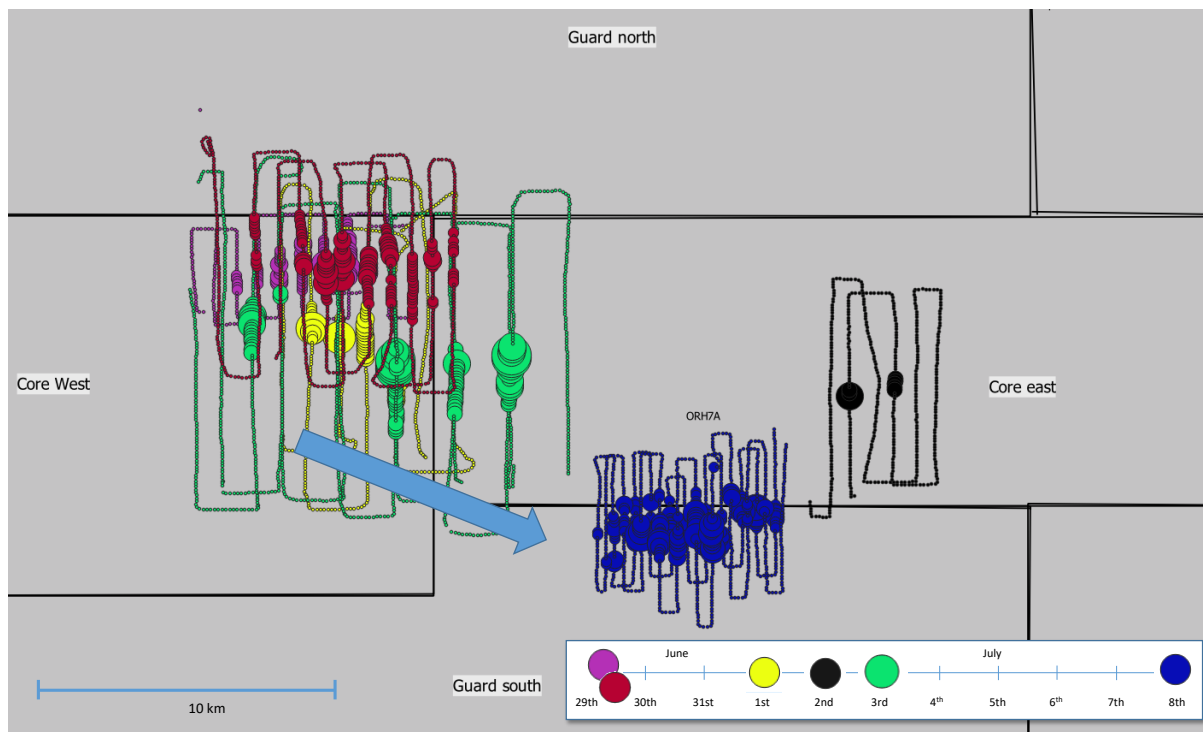 Guard north
Core West
Core east
ORH7A
Guard south
10 km
June
July
29th 30th 31st 1st 2nd 3rd 4th 5th 6th 7th 8th